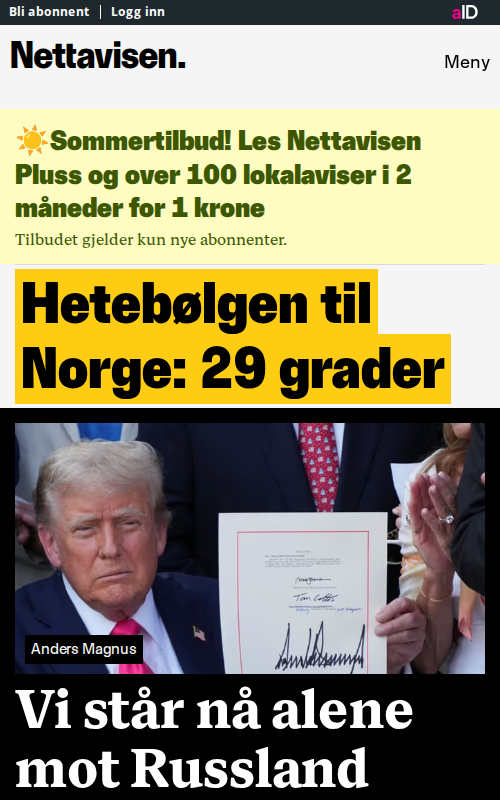 Bli abonnent Logg inn
aID
Nettavisen.
Meny
☀️Sommertilbud! Les Nettavisen
Pluss og over 100 lokalaviser i 2
måneder for 1 krone
Tilbudet gjelder kun nye abonnenter.
Hetebølgen til
Norge: 29 grader
Anders Magnus
Vi står nå alene
mot Russland